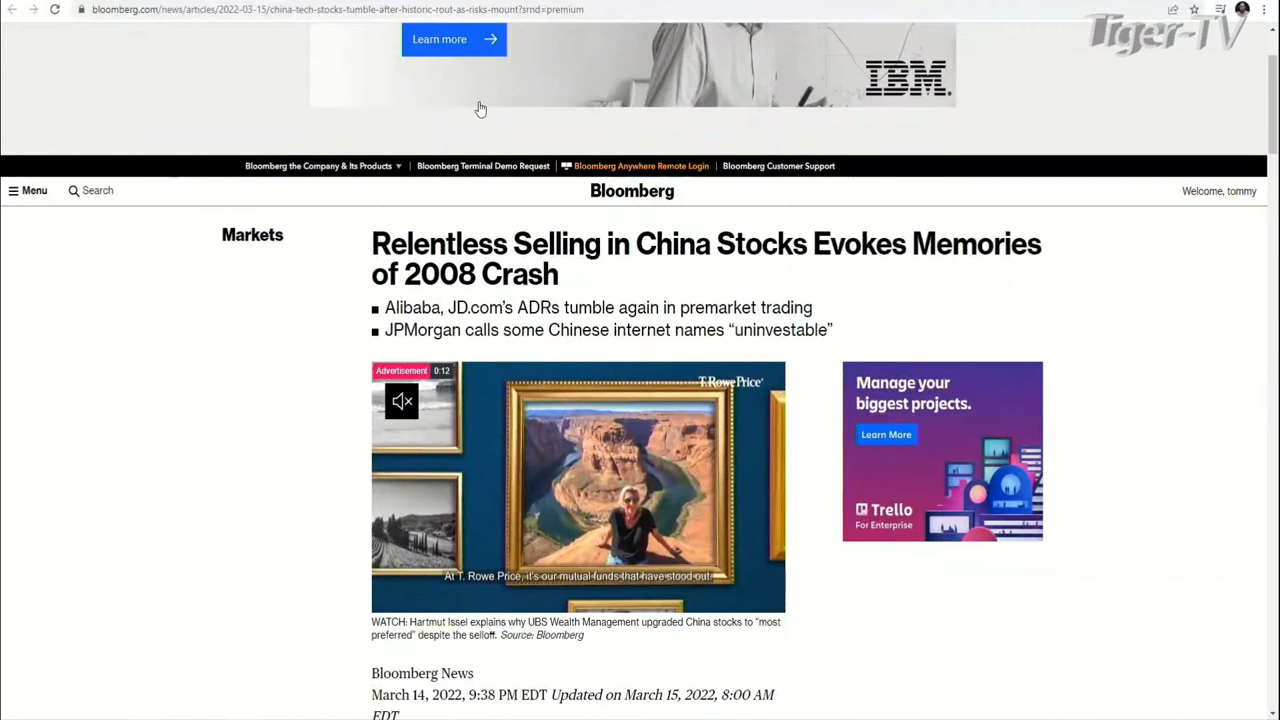 bloomberg.com/news/articles/2022-03-15/china-tech-stocks-tumble-after-historic-rout-as-risks-mount?srnd=premium
Tiger-TV
Learn more
IBM
Bloomberg the Company & Its Products
Bloomberg Terminal Demo Request
Bloomberg Anywhere Remote Login
Bloomberg Customer Support
Menu
Search
Bloomberg
Welcome, tommy
Markets
Relentless Selling in China Stocks Evokes Memories
of 2008 Crash
Alibaba, JD.com's ADRs tumble again in premarket trading
JPMorgan calls some Chinese internet names “uninvestable”
Advertisement 0:12
T.RowePrice
At T. Rowe Price, it's our mutual funds that have stood out.
Manage your
biggest projects.
Learn More
Trello
For Enterprise
WATCH: Hartmut Issel explains why UBS Wealth Management upgraded China stocks to “most
preferred” despite the selloff. Source: Bloomberg
Bloomberg News
March 14, 2022, 9:38 PM EDT Updated on March 15, 2022, 8:00 AM
EDT